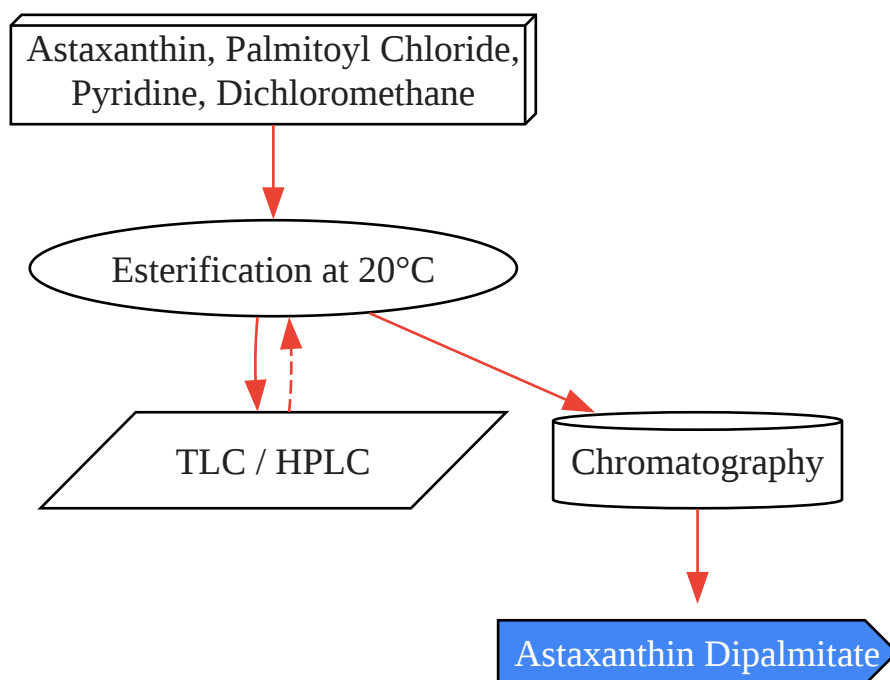 Astaxanthin, Palmitoyl Chloride,
Pyridine, Dichloromethane
Esterification at 20°C
TLC / HPLC
Chromatography
Astaxanthin Dipalmitate